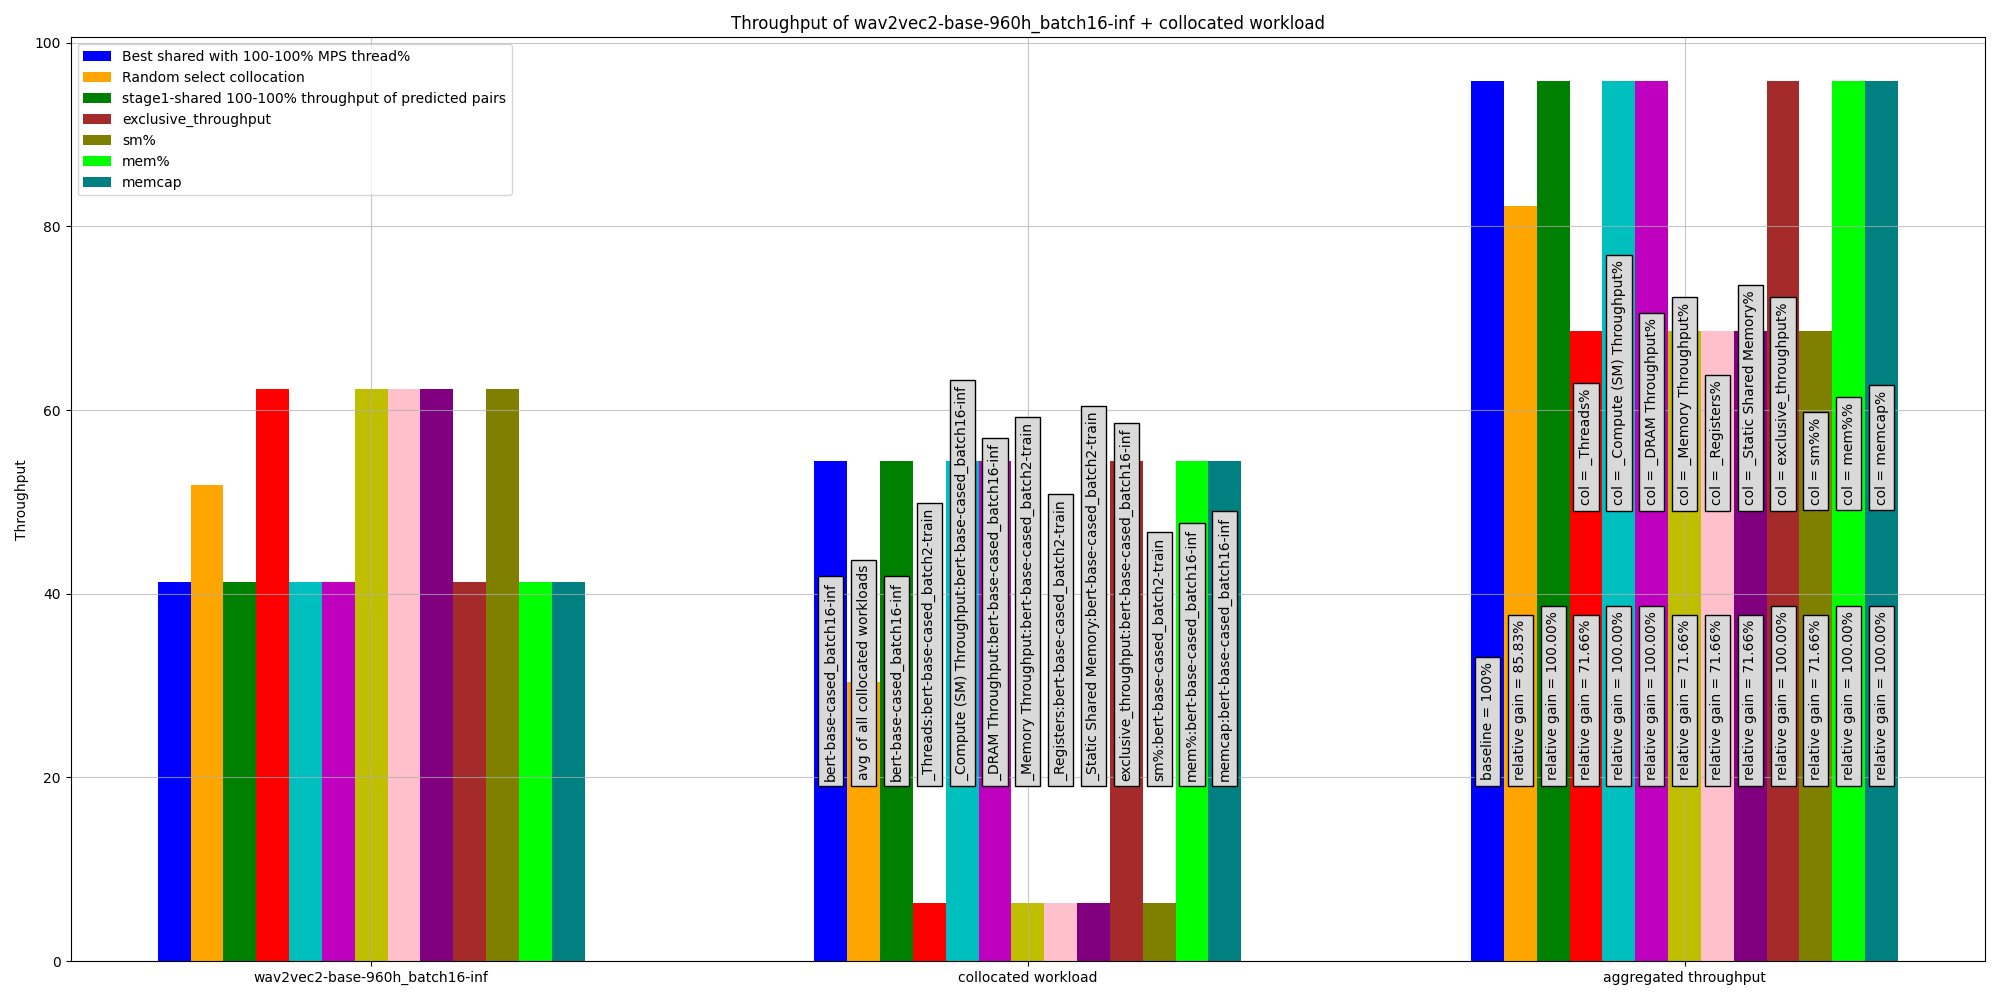 Throughput of wav2vec2-base-960h_batch16-inf + collocated workload
Best shared with 100-100% MPS thread%
Random select collocation
stage1-shared 100-100% throughput of predicted pairs
exclusive_throughput
sm%
mem%
memcap
Throughput
100
80
60
40
20
0
bert-base-cased_batch16-inf
avg of all collocated workloads
bert-base-cased_batch16-inf
_Threads:bert-base-cased_batch2-train
_Compute (SM) Throughput:bert-base-cased_batch16-inf
_DRAM Throughput:bert-base-cased_batch16-inf
_Memory Throughput:bert-base-cased_batch2-train
_Registers:bert-base-cased_batch2-train
_Static Shared Memory:bert-base-cased_batch2-train
exclusive_throughput:bert-base-cased_batch16-inf
sm%:bert-base-cased_batch2-train
mem%:bert-base-cased_batch16-inf
memcap:bert-base-cased_batch16-inf
col = _Threads%
col = _Compute (SM) Throughput%
col = _DRAM Throughput%
col = _Memory Throughput%
col = _Registers%
col = _Static Shared Memory%
col = exclusive_throughput%
col = sm%%
col = mem%%
col = memcap%
baseline = 100%
relative gain = 85.83%
relative gain = 100.00%
relative gain = 71.66%
relative gain = 100.00%
relative gain = 100.00%
relative gain = 71.66%
relative gain = 71.66%
relative gain = 71.66%
relative gain = 100.00%
relative gain = 71.66%
relative gain = 100.00%
relative gain = 100.00%
wav2vec2-base-960h_batch16-inf
collocated workload
aggregated throughput